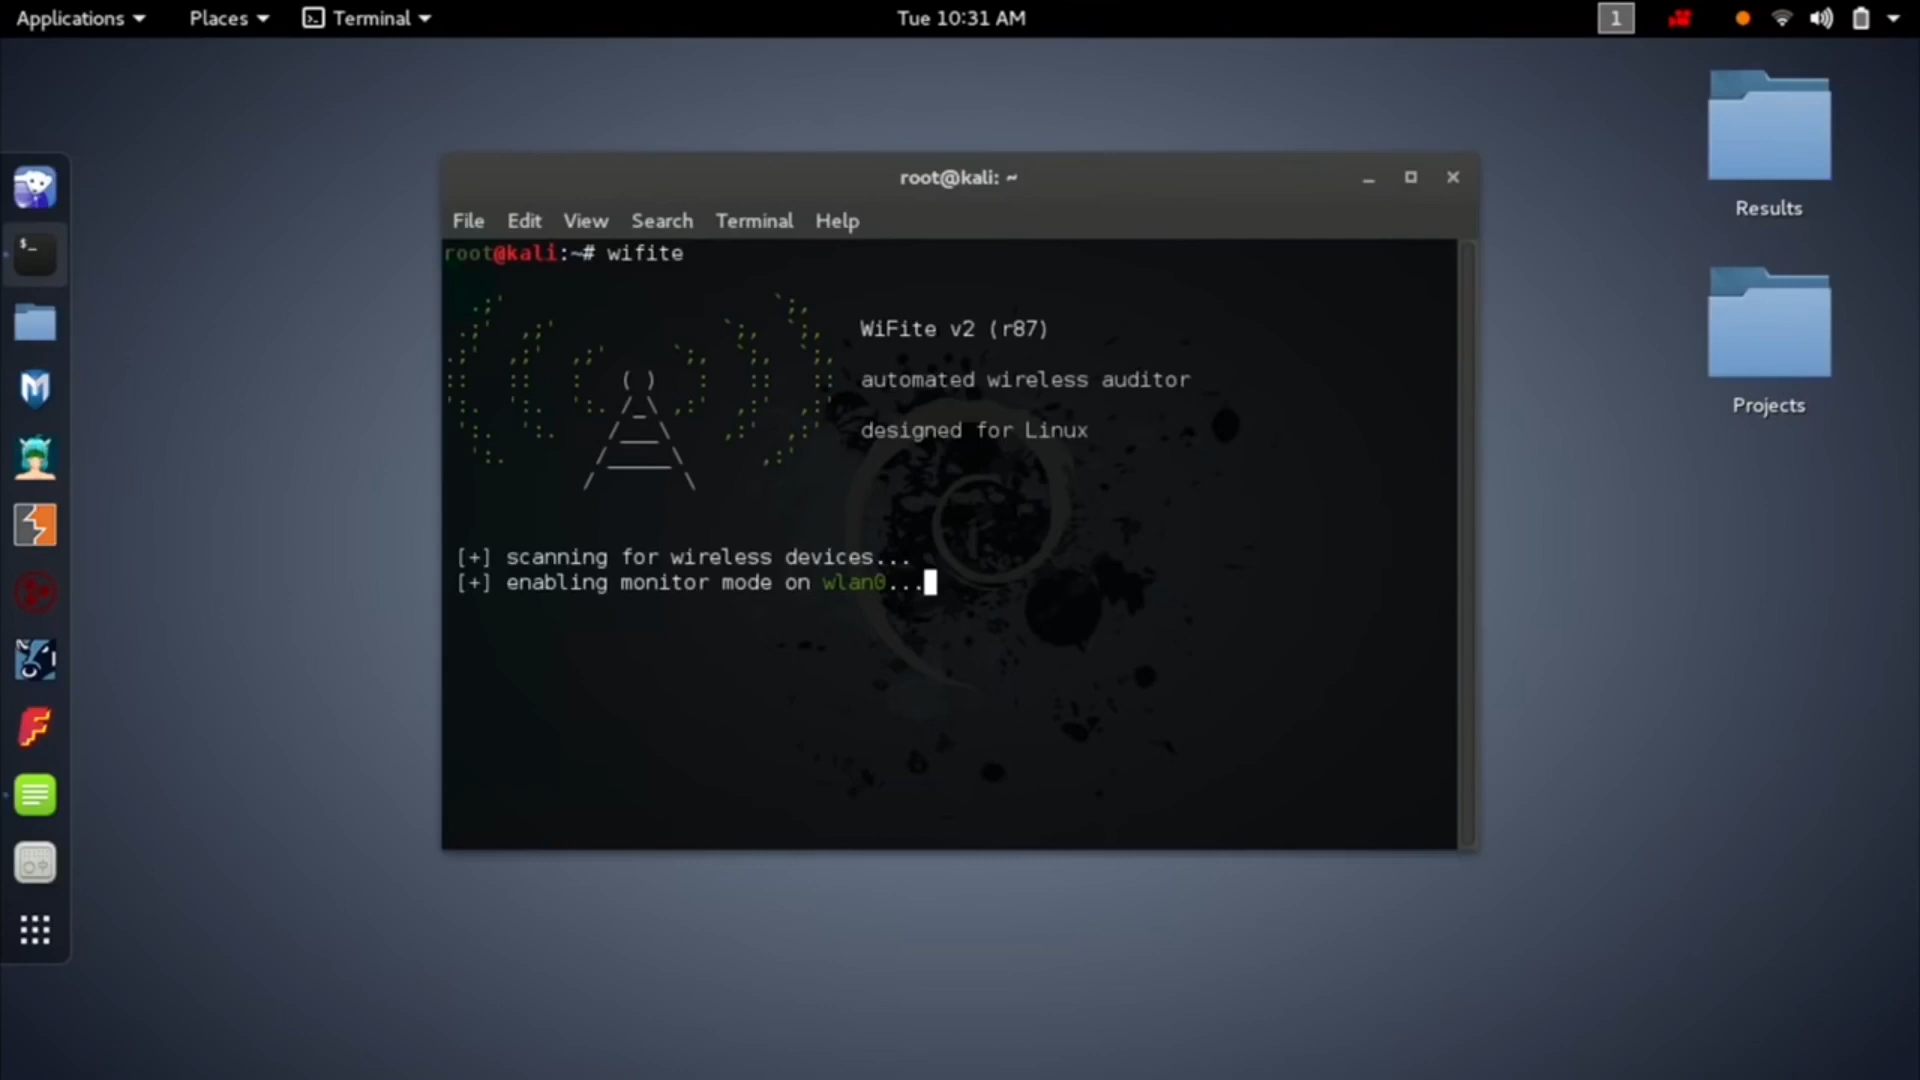 Applications Places Terminal Tue 10:31 AM 1
Results
Projects
root@kali: ~
File Edit View Search Terminal Help
root@kali:~# wifite
WiFite v2 (r87)
automated wireless auditor
designed for Linux
[+] scanning for wireless devices...
[+] enabling monitor mode on wlan0...